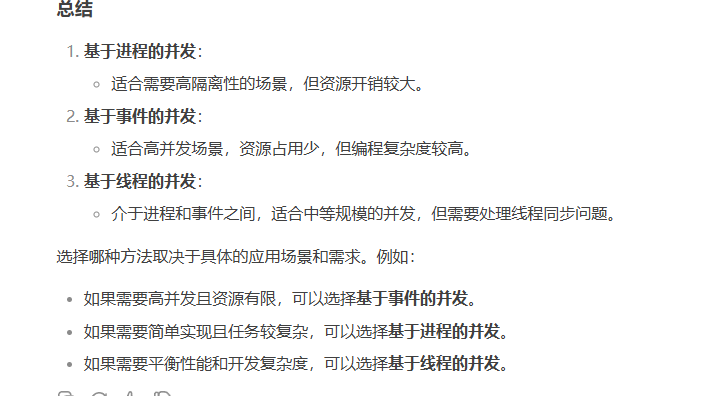 总结
1. 基于进程的并发：
适合需要高隔离性的场景，但资源开销较大。
2. 基于事件的并发：
适合高并发场景，资源占用少，但编程复杂度较高。
3. 基于线程的并发：
介于进程和事件之间，适合中等规模的并发，但需要处理线程同步问题。
选择哪种方法取决于具体的应用场景和需求。例如：
如果需要高并发且资源有限，可以选择基于事件的并发。
如果需要简单实现且任务较复杂，可以选择基于进程的并发。
如果需要平衡性能和开发复杂度，可以选择基于线程的并发。